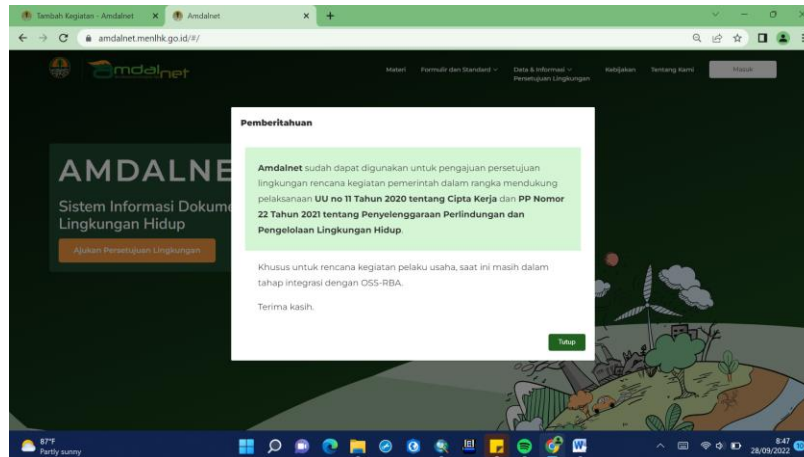 Tambah Kegiatan - Amdalnet
Amdalnet
amdalnet.menlhk.go.id/#/
Amdalnet
Materi
Formulir dan Standard
Data & Informasi
Persetujuan Lingkungan
Kebijakan
Tentang Kami
Masuk
Pemberitahuan
Amdalnet sudah dapat digunakan untuk pengajuan persetujuan
lingkungan rencana kegiatan pemerintah dalam rangka mendukung
pelaksanaan UU no 11 Tahun 2020 tentang Cipta Kerja dan PP Nomor
22 Tahun 2021 tentang Penyelenggaraan Perlindungan dan
Pengelolaan Lingkungan Hidup.
Khusus untuk rencana kegiatan pelaku usaha, saat ini masih dalam
tahap integrasi dengan OSS-RBA.
Terima kasih.
Tutup
AMDALNE
Sistem Informasi Dokume
Lingkungan Hidup
Ajukan Persetujuan Lingkungan
87°F
Partly sunny
8:47
28/09/2022